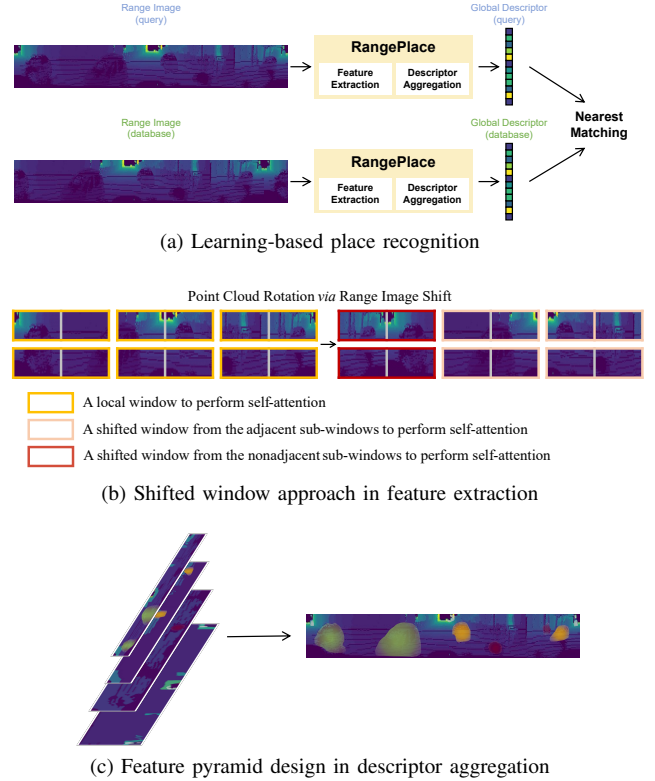 Range Image
(query)
Global Descriptor
(query)
RangePlace
Feature
Extraction
Descriptor
Aggregation
Range Image
(database)
Global Descriptor
(database)
Nearest
Matching
RangePlace
Feature
Extraction
Descriptor
Aggregation
(a) Learning-based place recognition
Point Cloud Rotation via Range Image Shift
A local window to perform self-attention
A shifted window from the adjacent sub-windows to perform self-attention
A shifted window from the nonadjacent sub-windows to perform self-attention
(b) Shifted window approach in feature extraction
(c) Feature pyramid design in descriptor aggregation